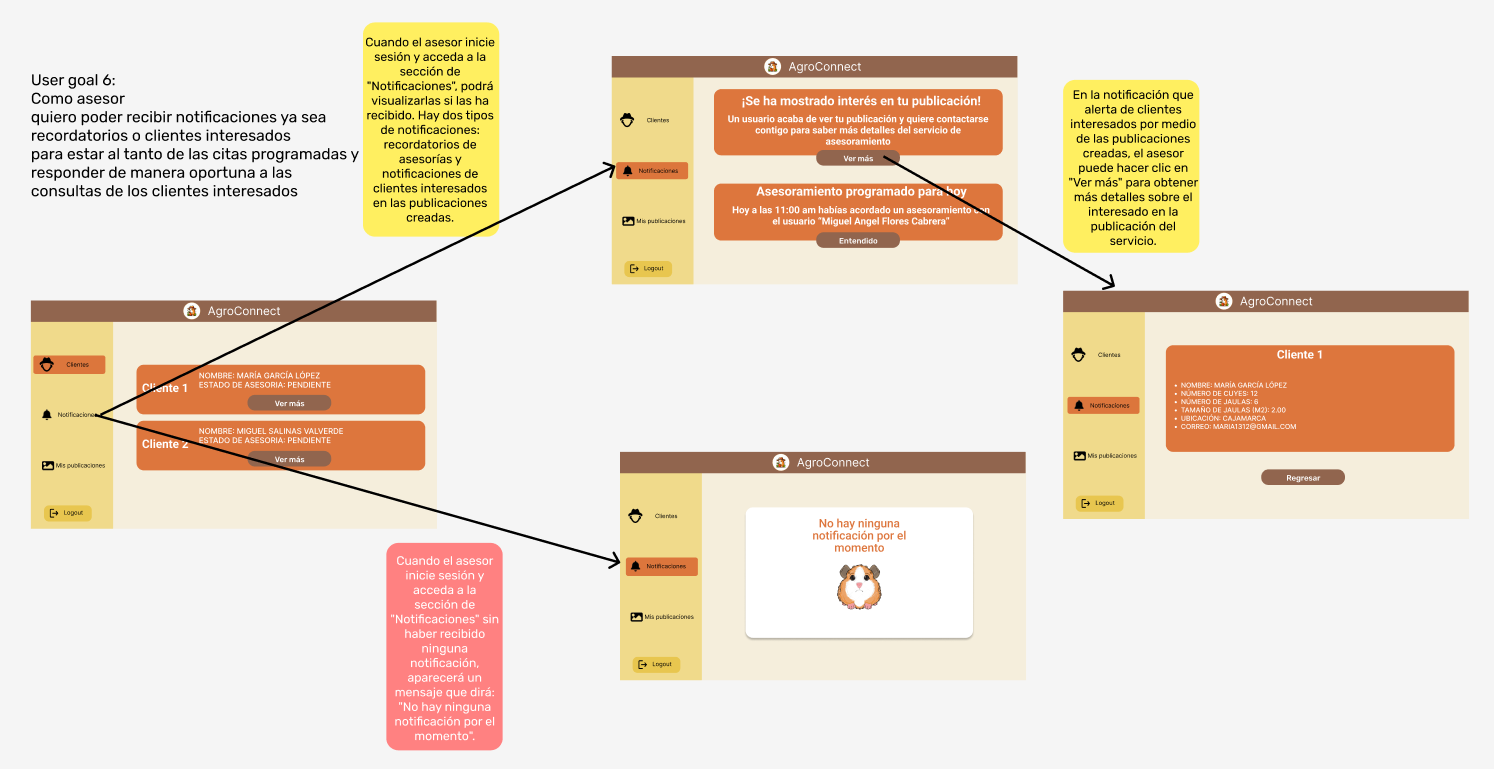 User goal 6:
Como asesor
quiero poder recibir notificaciones ya sea
recordatorios o clientes interesados
para estar al tanto de las citas programadas y
responder de manera oportuna a las
consultas de los clientes interesados
Cuando el asesor inicie
sesión y acceda a la
sección de
"Notificaciones", podrá
visualizarlas si las ha
recibido. Hay dos tipos
de notificaciones:
recordatorios de
asesorías y
notificaciones de
clientes interesados
en las publicaciones
creadas.
AgroConnect
Clientes
Notificaciones
Mis publicaciones
Logout
¡Se ha mostrado interés en tu publicación!
Un usuario acaba de ver tu publicación y quiere contactarse
contigo para saber más detalles del servicio de
asesoramiento
Ver más
Asesoramiento programado para hoy
Hoy a las 11:00 am habías acordado un asesoramiento con
el usuario "Miguel Angel Flores Cabrera"
Entendido
En la notificación que
alerta de clientes
interesados por medio
de las publicaciones
creadas, el asesor
puede hacer clic en
"Ver más" para obtener
más detalles sobre el
interesado en la
publicación del
servicio.
AgroConnect
Clientes
Notificaciones
Mis publicaciones
Logout
Cliente 1
NOMBRE: MARÍA GARCÍA LÓPEZ
ESTADO DE ASESORIA: PENDIENTE
Ver más
Cliente 2
NOMBRE: MIGUEL SALINAS VALVERDE
ESTADO DE ASESORIA: PENDIENTE
Ver más
AgroConnect
Clientes
Notificaciones
Mis publicaciones
Logout
Cliente 1
• NOMBRE: MARÍA GARCÍA LÓPEZ
• NÚMERO DE CUYES: 12
• NÚMERO DE JAULAS: 6
• TAMAÑO DE JAULAS (M2): 2.00
• UBICACIÓN: CAJAMARCA
• CORREO: MARIA1312@GMAIL.COM
Regresar
Cuando el asesor
inicie sesión y
acceda a la
sección de
"Notificaciones" sin
haber recibido
ninguna
notificación,
aparecerá un
mensaje que dirá:
"No hay ninguna
notificación por el
momento".
AgroConnect
Clientes
Notificaciones
Mis publicaciones
Logout
No hay ninguna
notificación por el
momento